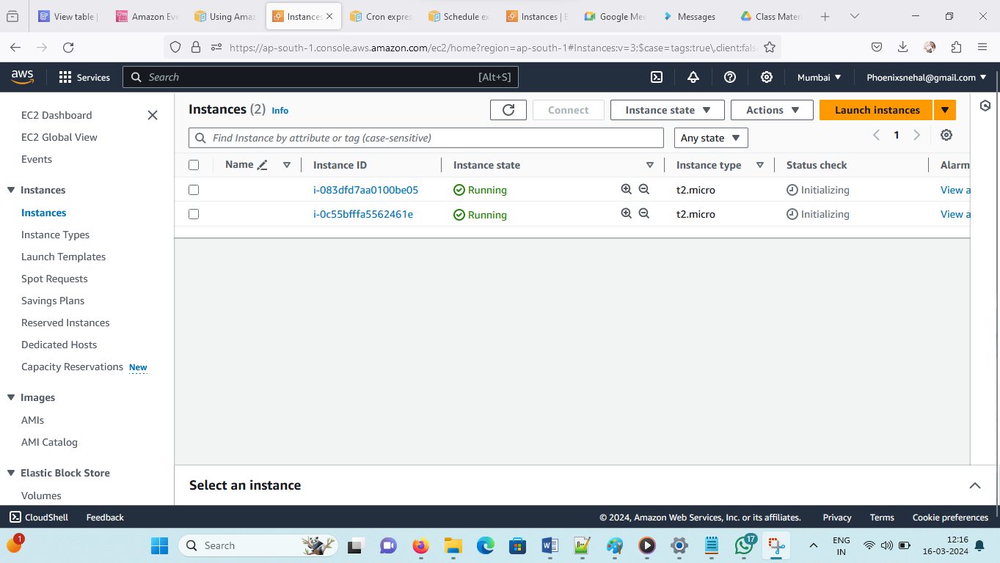 View table
Amazon Eve
Using Amaz
Instances
Cron expres
Schedule ex
Instances | E
Google Mee
Messages
Class Mater
https://ap-south-1.console.aws.amazon.com/ec2/home?region=ap-south-1#Instances:v=3;$case=tags:true\,client:fals
aws
Services
Search
[Alt+S]
Mumbai
Phoenixsnehal@gmail.com
EC2 Dashboard
EC2 Global View
Events
Instances
Instances
Instance Types
Launch Templates
Spot Requests
Savings Plans
Reserved Instances
Dedicated Hosts
Capacity Reservations New
Images
AMIs
AMI Catalog
Elastic Block Store
Volumes
Instances (2) Info
Connect
Instance state
Actions
Launch instances
Find Instance by attribute or tag (case-sensitive)
Any state
1
Name Instance ID Instance state Instance type Status check Alarm
i-083dfd7aa0100be05 Running t2.micro Initializing View a
i-0c55bfffa5562461e Running t2.micro Initializing View a
Select an instance
CloudShell
Feedback
© 2024, Amazon Web Services, Inc. or its affiliates.
Privacy
Terms
Cookie preferences
1
Search
17
ENG
IN
12:16
16-03-2024